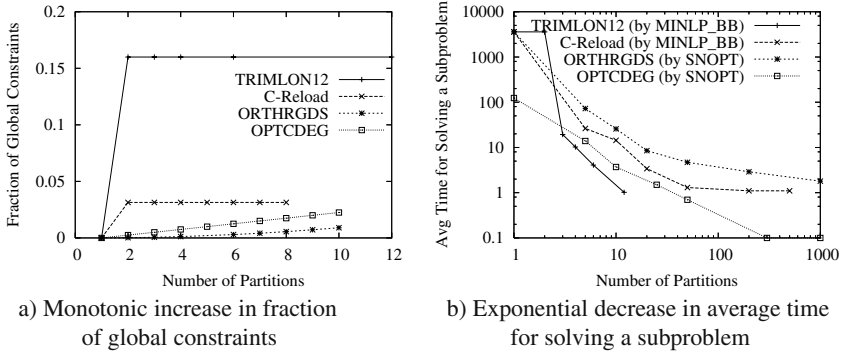 0.2
0.15
0.1
0.05
0
Fraction of Global Constraints
TRIMLON12
C-Reload
ORTHRGDS
OPTCDEG
0 2 4 6 8 10 12
Number of Partitions
a) Monotonic increase in fraction
of global constraints
10000
1000
100
10
1
0.1
Avg Time for Solving a Subproblem
TRIMLON12 (by MINLP_BB)
C-Reload (by MINLP_BB)
ORTHRGDS (by SNOPT)
OPTCDEG (by SNOPT)
1 10 100 1000
Number of Partitions
b) Exponential decrease in average time
for solving a subproblem